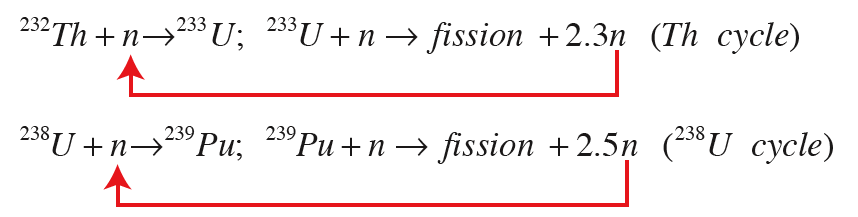 ²³²Th + n→²³³U; ²³³U + n → fission + 2.3n (Th cycle)
²³⁸U + n→²³⁹Pu; ²³⁹Pu + n → fission + 2.5n (²³⁸U cycle)